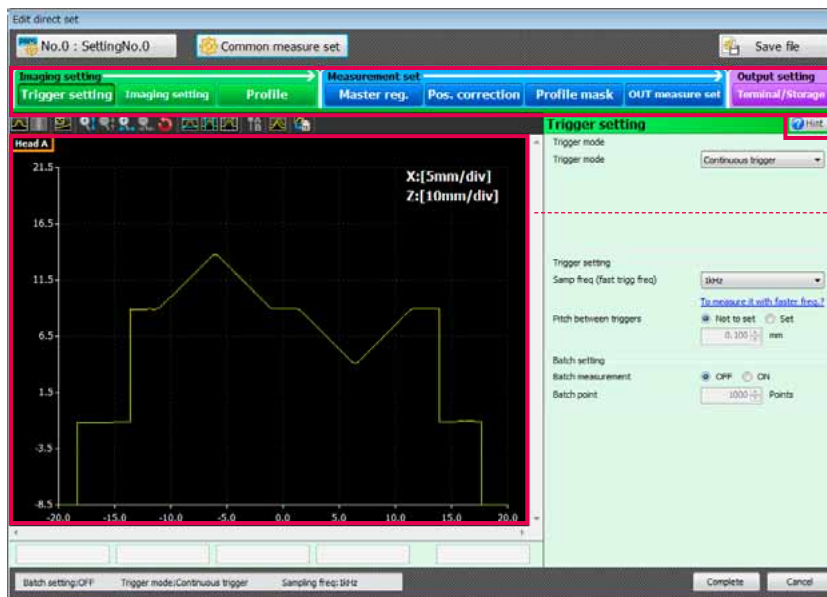 Edit direct set
No.0 : SettingNo.0
Common measure set
Save file
Imaging setting
Measurement set
Output setting
Trigger setting
Imaging setting
Profile
Master reg.
Pos. correction
Profile mask
OUT measure set
Terminal/Storage
Trigger setting
Hint
Head A
X:[5mm/div]
Z:[10mm/div]
21.5
16.5
11.5
6.5
1.5
-3.5
-8.5
-20.0
-15.0
-10.0
-5.0
0.0
5.0
10.0
15.0
20.0
Trigger mode
Trigger mode
Continuous trigger
Trigger setting
Samp freq (fast trigg freq)
1kHz
To measure it with faster freq.?
Pitch between triggers
Not to set
Set
0.100
mm
Batch setting
Batch measurement
OFF
ON
Batch point
1000
Points
Batch setting:OFF
Trigger mode:Continuous trigger
Sampling freq:1kHz
Complete
Cancel